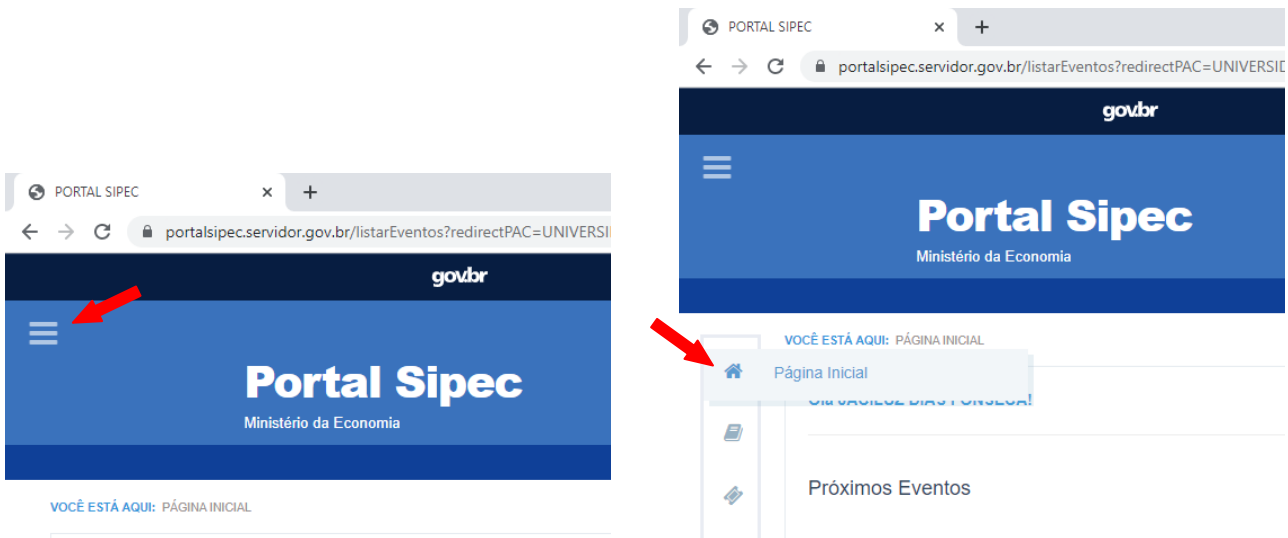 PORTAL SIPEC
portalsipec.servidor.gov.br/listarEventos?redirectPAC=UNIVERSI
gov.br
Portal Sipec
Ministério da Economia
VOCÊ ESTÁ AQUI: PÁGINA INICIAL
PORTAL SIPEC
portalsipec.servidor.gov.br/listarEventos?redirectPAC=UNIVERSID
gov.br
Portal Sipec
Ministério da Economia
VOCÊ ESTÁ AQUI: PÁGINA INICIAL
Página Inicial
Próximos Eventos